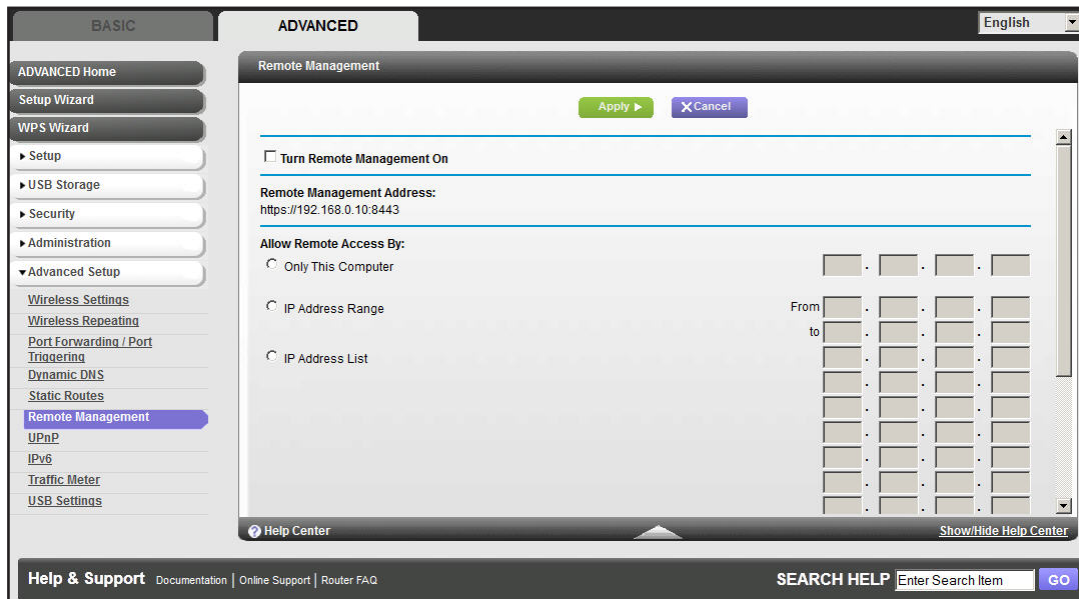 BASIC
ADVANCED
English
ADVANCED Home
Setup Wizard
WPS Wizard
Setup
USB Storage
Security
Administration
Advanced Setup
Wireless Settings
Wireless Repeating
Port Forwarding / Port
Triggering
Dynamic DNS
Static Routes
Remote Management
UPnP
IPv6
Traffic Meter
USB Settings
Remote Management
Apply
X Cancel
Turn Remote Management On
Remote Management Address:
https://192.168.0.10:8443
Allow Remote Access By:
Only This Computer . . .
IP Address Range From . . .
to . . .
IP Address List . . .
. . .
. . .
. . .
. . .
. . .
. . .
? Help Center
Show/Hide Help Center
Help & Support Documentation | Online Support | Router FAQ
SEARCH HELP Enter Search Item GO